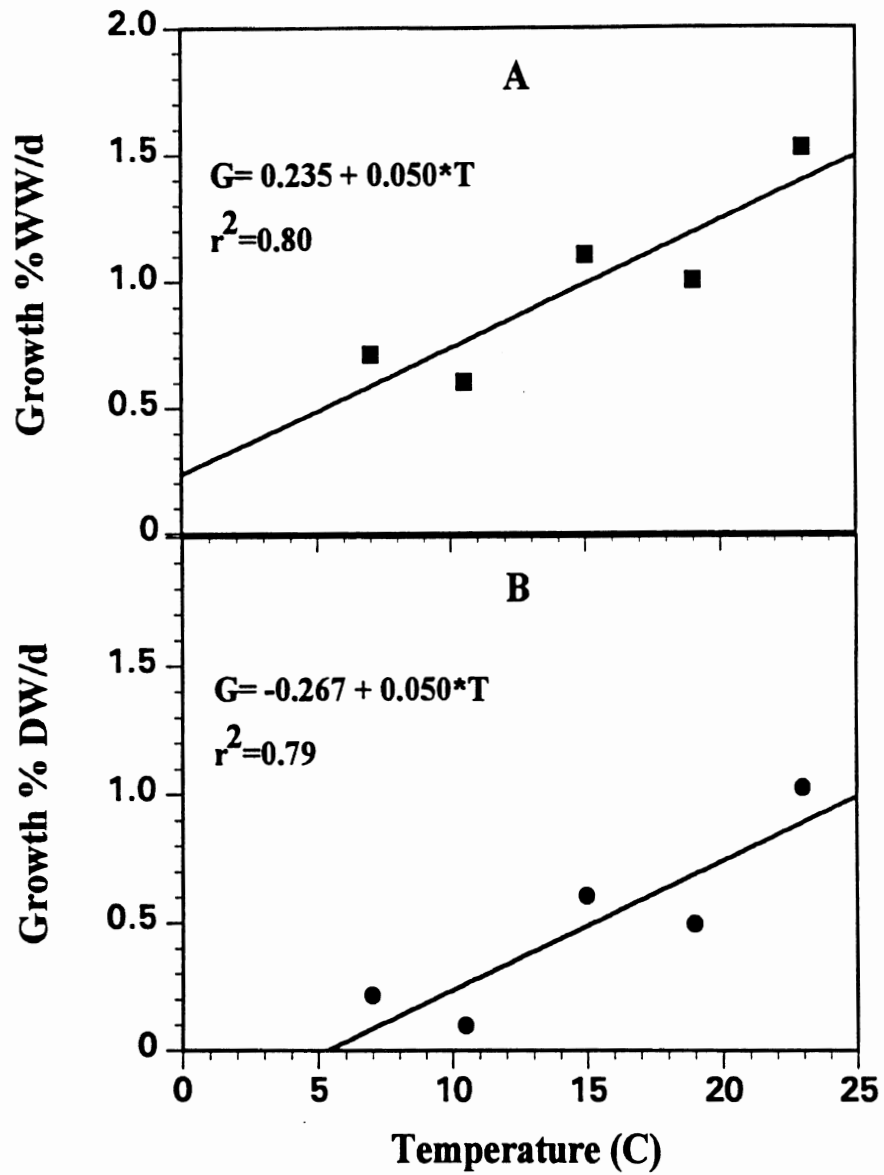 2.0
A
1.5
G= 0.235 + 0.050*T
r2=0.80
1.0
0.5
0
Growth %WW/d
B
1.5
G= -0.267 + 0.050*T
r2=0.79
1.0
0.5
0
Growth % DW/d
0 5 10 15 20 25
Temperature (C)